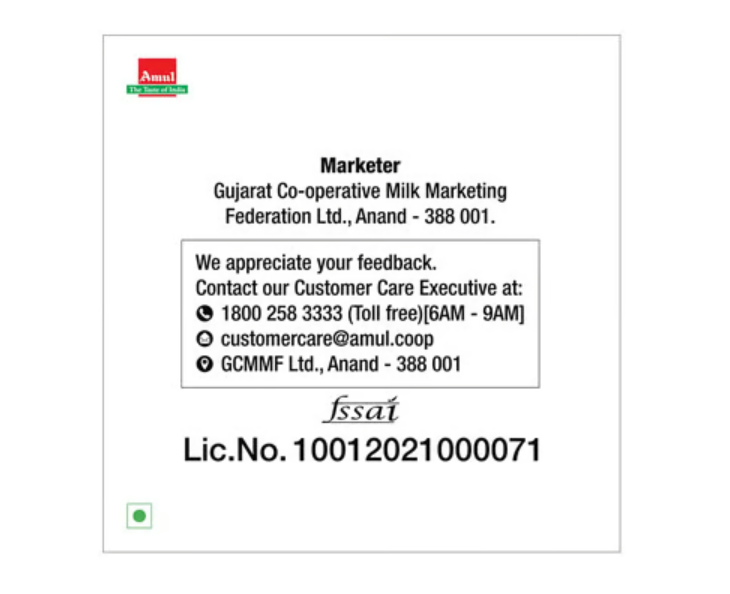 Amul
The Taste of India
Marketer
Gujarat Co-operative Milk Marketing
Federation Ltd., Anand - 388 001.
We appreciate your feedback.
Contact our Customer Care Executive at:
1800 258 3333 (Toll free)[6AM - 9AM]
customercare@amul.coop
GCMMF Ltd., Anand - 388 001
fssai
Lic.No. 10012021000071